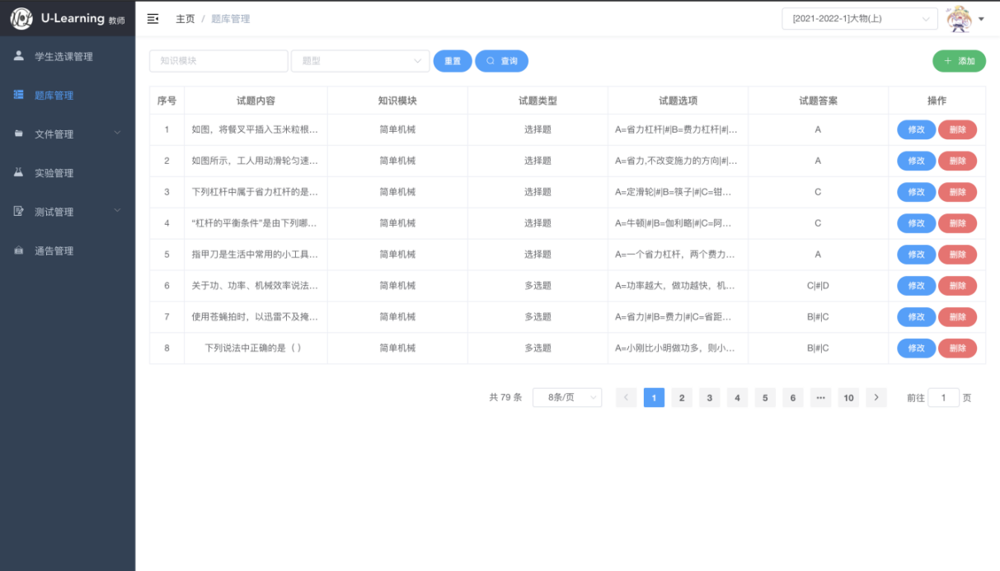 U-Learning 教师
主页 / 题库管理
[2021-2022-1]大物(上)
学生选课管理
题库管理
文件管理
实验管理
测试管理
通告管理
知识模块 题型 重置 查询 添加
序号 试题内容 知识模块 试题类型 试题选项 试题答案 操作
1 如图，将餐叉平插入玉米粒根... 简单机械 选择题 A=省力杠杆|#|B=费力杠杆|#|... A 修改 删除
2 如图所示，工人用动滑轮匀速... 简单机械 选择题 A=省力,不改变施力的方向|#|... A 修改 删除
3 下列杠杆中属于省力杠杆的是... 简单机械 选择题 A=定滑轮|#|B=筷子|#|C=钳... C 修改 删除
4 “杠杆的平衡条件”是由下列哪... 简单机械 选择题 A=牛顿|#|B=伽利略|#|C=阿... C 修改 删除
5 指甲刀是生活中常用的小工具... 简单机械 选择题 A=一个省力杠杆，两个费力... A 修改 删除
6 关于功、功率、机械效率说法... 简单机械 多选题 A=功率越大，做功越快，机... C|#|D 修改 删除
7 使用苍蝇拍时，以迅雷不及掩... 简单机械 多选题 A=省力|#|B=费力|#|C=省距... B|#|C 修改 删除
8 下列说法中正确的是（ ） 简单机械 多选题 A=小刚比小明做功多，则小... B|#|C 修改 删除
共 79 条 8条/页 1 2 3 4 5 6 ... 10 前往 1 页